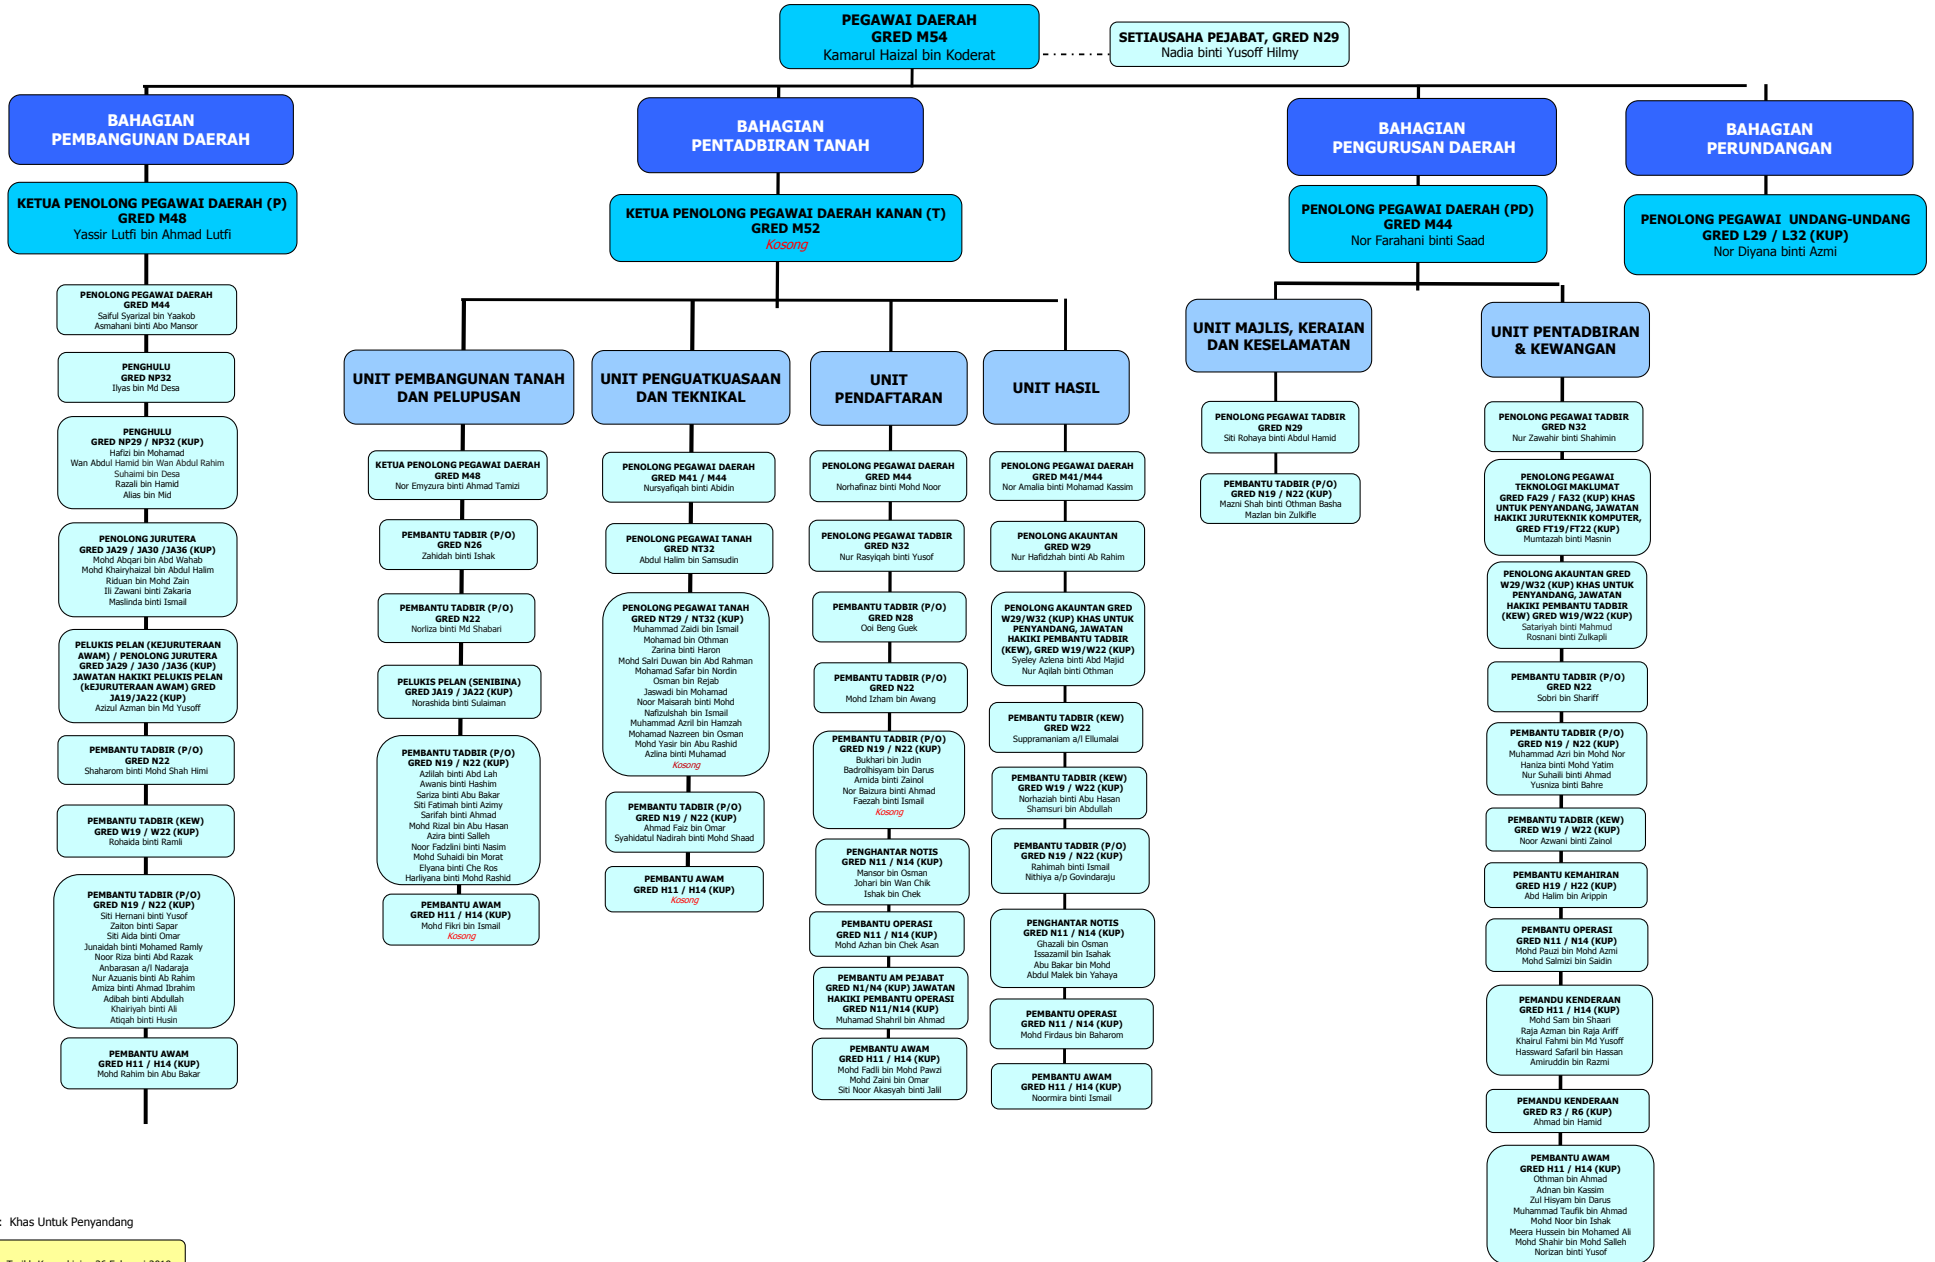 PEGAWAI DAERAH
GRED M54
Kamarul Haizal bin Koderat
SETIAUSAHA PEJABAT, GRED N29
Nadia binti Yusoff Hilmy
BAHAGIAN
PEMBANGUNAN DAERAH
KETUA PENOLONG PEGAWAI DAERAH (P)
GRED M48
Yassir Lutfi bin Ahmad Lutfi
PENOLONG PEGAWAI DAERAH
GRED M44
Saiful Syarizal bin Yaakob
Asmahani binti Abo Mansor
PENGHULU
GRED NP32
Ilyas bin Md Desa
PENGHULU
GRED NP29 / NP32 (KUP)
Hafizi bin Mohamad
Wan Abdul Hamid bin Wan Abdul Rahim
Suhaimi bin Desa
Razali bin Hamid
Alias bin Mid
PENOLONG JURUTERA
GRED JA29 / JA30 /JA36 (KUP)
Mohd Abqari bin Abd Wahab
Mohd Khairyhaizal bin Abdul Halim
Riduan bin Mohd Zain
Ili Zawani binti Zakaria
Maslinda binti Ismail
PELUKIS PELAN (KEJURUTERAAN
AWAM) / PENOLONG JURUTERA
GRED JA29 / JA30 /JA36 (KUP)
JAWATAN HAKIKI PELUKIS PELAN
(kEJURUTERAAN AWAM) GRED
JA19/JA22 (KUP)
Azizul Azman bin Md Yusoff
PEMBANTU TADBIR (P/O)
GRED N22
Shaharom binti Mohd Shah Himi
PEMBANTU TADBIR (KEW)
GRED W19 / W22 (KUP)
Rohaida binti Ramli
PEMBANTU TADBIR (P/O)
GRED N19 / N22 (KUP)
Siti Hernani binti Yusof
Zaiton binti Sapar
Siti Aida binti Omar
Junaidah binti Mohamed Ramly
Noor Riza binti Abd Razak
Anbarasan a/l Nadaraja
Nur Azuanis binti Ab Rahim
Amiza binti Ahmad Ibrahim
Adibah binti Abdullah
Khairiyah binti Ali
Atiqah binti Husin
PEMBANTU AWAM
GRED H11 / H14 (KUP)
Mohd Rahim bin Abu Bakar
BAHAGIAN
PENTADBIRAN TANAH
KETUA PENOLONG PEGAWAI DAERAH KANAN (T)
GRED M52
Kosong
UNIT PEMBANGUNAN TANAH
DAN PELUPUSAN
KETUA PENOLONG PEGAWAI DAERAH
GRED M48
Nor Emyzura binti Ahmad Tamizi
PEMBANTU TADBIR (P/O)
GRED N26
Zahidah binti Ishak
PEMBANTU TADBIR (P/O)
GRED N22
Norliza binti Md Shabari
PELUKIS PELAN (SENIBINA)
GRED JA19 / JA22 (KUP)
Norashida binti Sulaiman
PEMBANTU TADBIR (P/O)
GRED N19 / N22 (KUP)
Azlilah binti Abd Lah
Awanis binti Hashim
Sariza binti Abu Bakar
Siti Fatimah binti Azimy
Sarifah binti Ahmad
Mohd Rizal bin Abu Hasan
Azira binti Salleh
Noor Fadzlini binti Nasim
Mohd Suhaidi bin Morat
Elyana binti Che Ros
Harliyana binti Mohd Rashid
PEMBANTU AWAM
GRED H11 / H14 (KUP)
Mohd Fikri bin Ismail
Kosong
UNIT PENGUATKUASAAN
DAN TEKNIKAL
PENOLONG PEGAWAI DAERAH
GRED M41 / M44
Nursyafiqah binti Abidin
PENOLONG PEGAWAI TANAH
GRED NT32
Abdul Halim bin Samsudin
PENOLONG PEGAWAI TANAH
GRED NT29 / NT32 (KUP)
Muhammad Zaidi bin Ismail
Mohamad bin Othman
Zarina binti Haron
Mohd Salri Duwan bin Abd Rahman
Mohamad Safar bin Nordin
Osman bin Rejab
Jaswadi bin Mohamad
Noor Maisarah binti Mohd
Nafizulshah bin Ismail
Muhammad Azril bin Hamzah
Mohamad Nazreen bin Osman
Mohd Yasir bin Abu Rashid
Azlina binti Muhamad
Kosong
PEMBANTU TADBIR (P/O)
GRED N19 / N22 (KUP)
Ahmad Faiz bin Omar
Syahidatul Nadirah binti Mohd Shaad
PEMBANTU AWAM
GRED H11 / H14 (KUP)
Kosong
UNIT
PENDAFTARAN
PENOLONG PEGAWAI DAERAH
GRED M44
Norhafinaz binti Mohd Noor
PENOLONG PEGAWAI TADBIR
GRED N32
Nur Rasyiqah binti Yusof
PEMBANTU TADBIR (P/O)
GRED N28
Ooi Beng Guek
PEMBANTU TADBIR (P/O)
GRED N22
Mohd Izham bin Awang
PEMBANTU TADBIR (P/O)
GRED N19 / N22 (KUP)
Bukhari bin Judin
Badrolhisyam bin Darus
Arnida binti Zainol
Nor Baizura binti Ahmad
Faezah binti Ismail
Kosong
PENGHANTAR NOTIS
GRED N11 / N14 (KUP)
Mansor bin Osman
Johari bin Wan Chik
Ishak bin Chek
PEMBANTU OPERASI
GRED N11 / N14 (KUP)
Mohd Azhan bin Chek Asan
PEMBANTU AM PEJABAT
GRED N1/N4 (KUP) JAWATAN
HAKIKI PEMBANTU OPERASI
GRED N11/N14 (KUP)
Muhamad Shahril bin Ahmad
PEMBANTU AWAM
GRED H11 / H14 (KUP)
Mohd Fadli bin Mohd Pawzi
Mohd Zaini bin Omar
Siti Noor Akasyah binti Jalil
UNIT HASIL
PENOLONG PEGAWAI DAERAH
GRED M41/M44
Nor Amalia binti Mohamad Kassim
PENOLONG AKAUNTAN
GRED W29
Nur Hafidzhah binti Ab Rahim
PENOLONG AKAUNTAN GRED
W29/W32 (KUP) KHAS UNTUK
PENYANDANG, JAWATAN
HAKIKI PEMBANTU TADBIR
(KEW), GRED W19/W22 (KUP)
Syeley Azlena binti Abd Majid
Nur Aqilah binti Othman
PEMBANTU TADBIR (KEW)
GRED W22
Suppramaniam a/l Ellumalai
PEMBANTU TADBIR (KEW)
GRED W19 / W22 (KUP)
Norhaziah binti Abu Hasan
Shamsuri bin Abdullah
PEMBANTU TADBIR (P/O)
GRED N19 / N22 (KUP)
Rahimah binti Ismail
Nithiya a/p Govindaraju
PENGHANTAR NOTIS
GRED N11 / N14 (KUP)
Ghazali bin Osman
Issazamil bin Isahak
Abu Bakar bin Mohd
Abdul Malek bin Yahaya
PEMBANTU OPERASI
GRED N11 / N14 (KUP)
Mohd Firdaus bin Baharom
PEMBANTU AWAM
GRED H11 / H14 (KUP)
Noormira binti Ismail
BAHAGIAN
PENGURUSAN DAERAH
PENOLONG PEGAWAI DAERAH (PD)
GRED M44
Nor Farahani binti Saad
UNIT MAJLIS, KERAIAN
DAN KESELAMATAN
PENOLONG PEGAWAI TADBIR
GRED N29
Siti Rohaya binti Abdul Hamid
PEMBANTU TADBIR (P/O)
GRED N19 / N22 (KUP)
Mazni Shah binti Othman Basha
Mazlan bin Zulkifle
UNIT PENTADBIRAN
& KEWANGAN
PENOLONG PEGAWAI TADBIR
GRED N32
Nur Zawahir binti Shahimin
PENOLONG PEGAWAI
TEKNOLOGI MAKLUMAT
GRED FA29 / FA32 (KUP) KHAS
UNTUK PENYANDANG, JAWATAN
HAKIKI JURUTEKNIK KOMPUTER,
GRED FT19/FT22 (KUP)
Mumtazah binti Masnin
PENOLONG AKAUNTAN GRED
W29/W32 (KUP) KHAS UNTUK
PENYANDANG, JAWATAN
HAKIKI PEMBANTU TADBIR
(KEW) GRED W19/W22 (KUP)
Satariyah binti Mahmud
Rosnani binti Zulkapli
PEMBANTU TADBIR (P/O)
GRED N22
Sobri bin Shariff
PEMBANTU TADBIR (P/O)
GRED N19 / N22 (KUP)
Muhammad Azri bin Mohd Nor
Haniza binti Mohd Yatim
Nur Suhaili binti Ahmad
Yusniza binti Bahre
PEMBANTU TADBIR (KEW)
GRED W19 / W22 (KUP)
Noor Azwani binti Zainol
PEMBANTU KEMAHIRAN
GRED H19 / H22 (KUP)
Abd Halim bin Arippin
PEMBANTU OPERASI
GRED N11 / N14 (KUP)
Mohd Pauzi bin Mohd Azmi
Mohd Salmizi bin Saidin
PEMANDU KENDERAAN
GRED H11 / H14 (KUP)
Mohd Sam bin Shaari
Raja Azman bin Raja Ariff
Khairul Fahmi bin Md Yusoff
Hassward Safaril bin Hassan
Amiruddin bin Razmi
PEMANDU KENDERAAN
GRED R3 / R6 (KUP)
Ahmad bin Hamid
PEMBANTU AWAM
GRED H11 / H14 (KUP)
Othman bin Ahmad
Adnan bin Kassim
Zul Hisyam bin Darus
Muhammad Taufik bin Ahmad
Mohd Noor bin Ishak
Meera Hussein bin Mohamed Ali
Mohd Shahir bin Mohd Salleh
Norizan binti Yusof
BAHAGIAN
PERUNDANGAN
PENOLONG PEGAWAI UNDANG-UNDANG
GRED L29 / L32 (KUP)
Nor Diyana binti Azmi
: Khas Untuk Penyandang